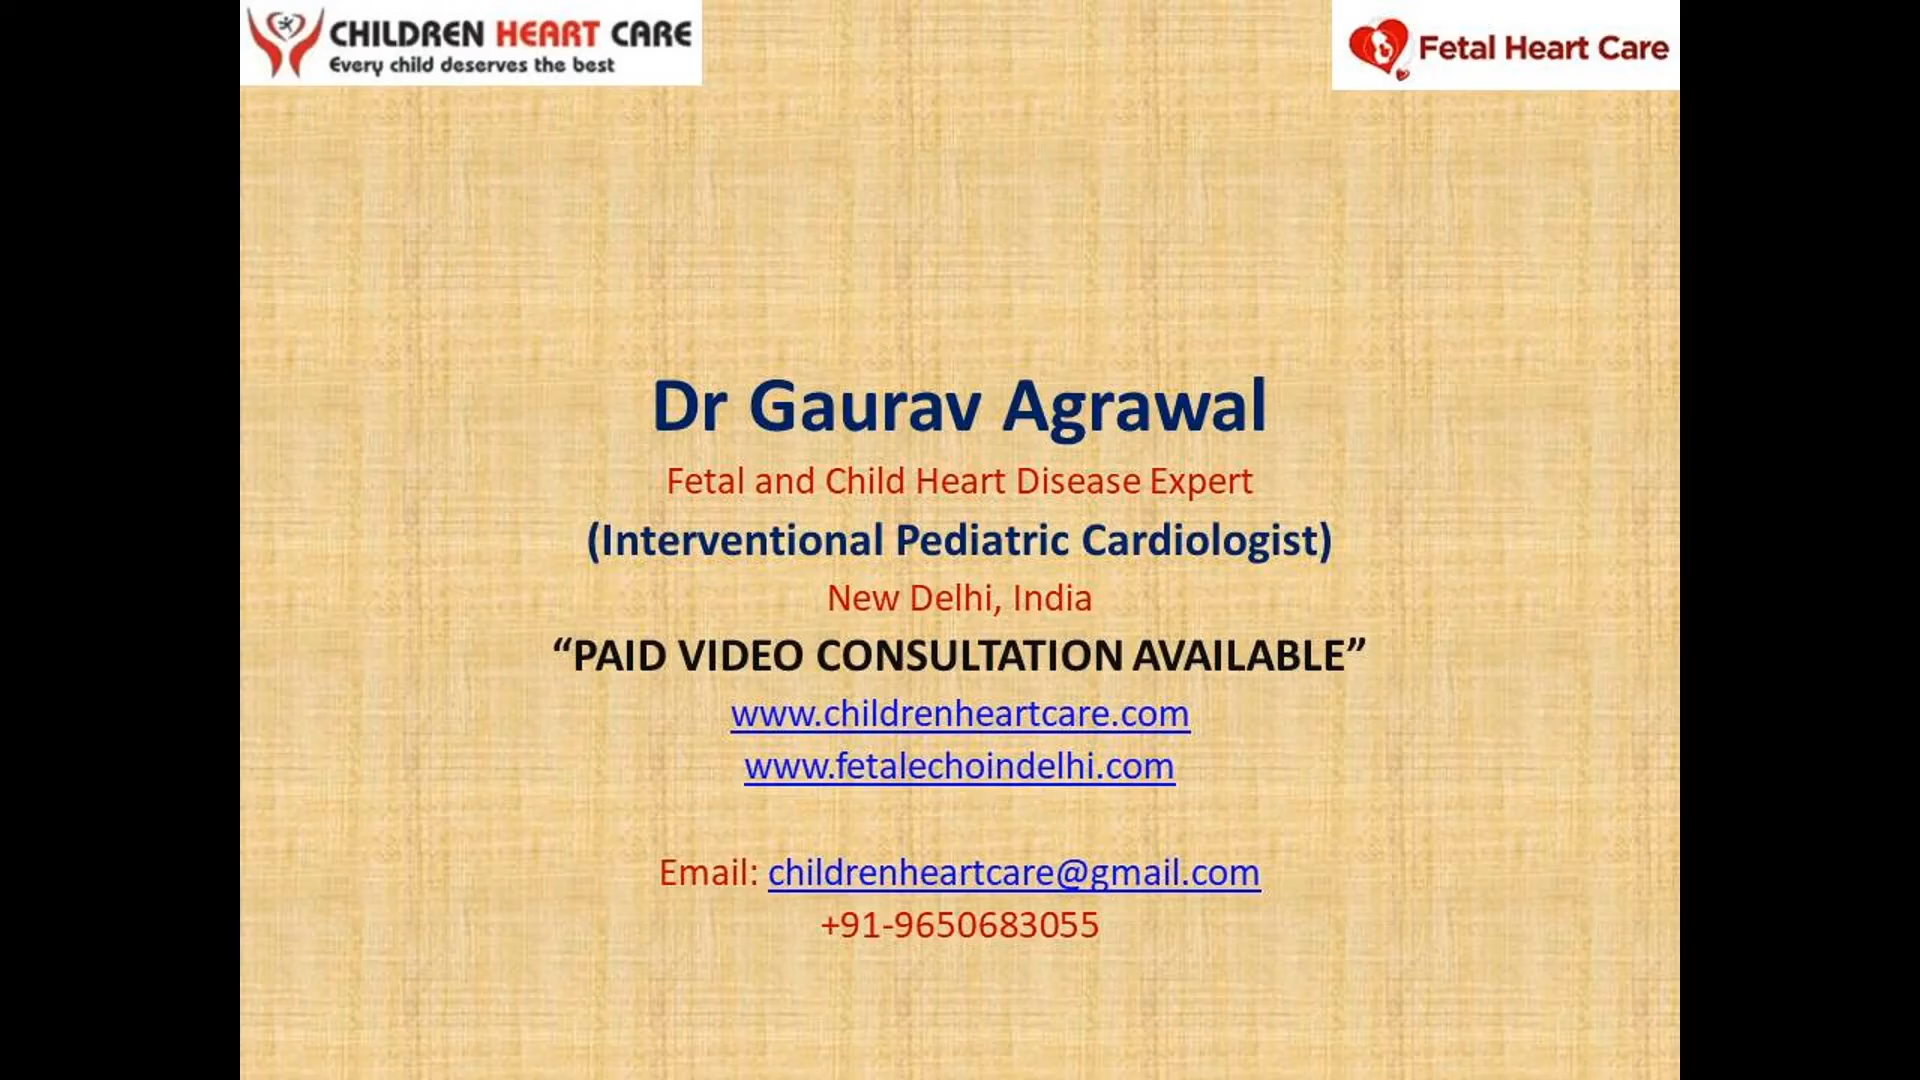 CHILDREN HEART CARE
Every child deserves the best
Fetal Heart Care
Dr Gaurav Agrawal
Fetal and Child Heart Disease Expert
(Interventional Pediatric Cardiologist)
New Delhi, India
“PAID VIDEO CONSULTATION AVAILABLE”
www.childrenheartcare.com
www.fetalechoindelhi.com
Email: childrenheartcare@gmail.com
+91-9650683055